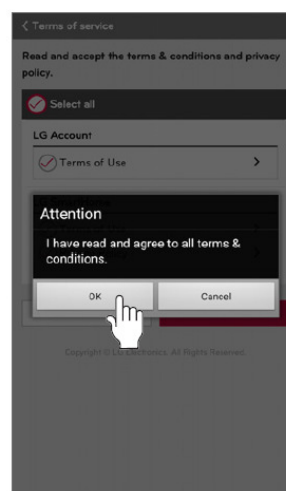 Terms of service
Read and accept the terms & conditions and privacy
policy.
Select all
LG Account
Terms of Use
Attention
I have read and agree to all terms &
conditions.
OK
Cancel
Copyright © LG Electronics. All Rights Reserved.